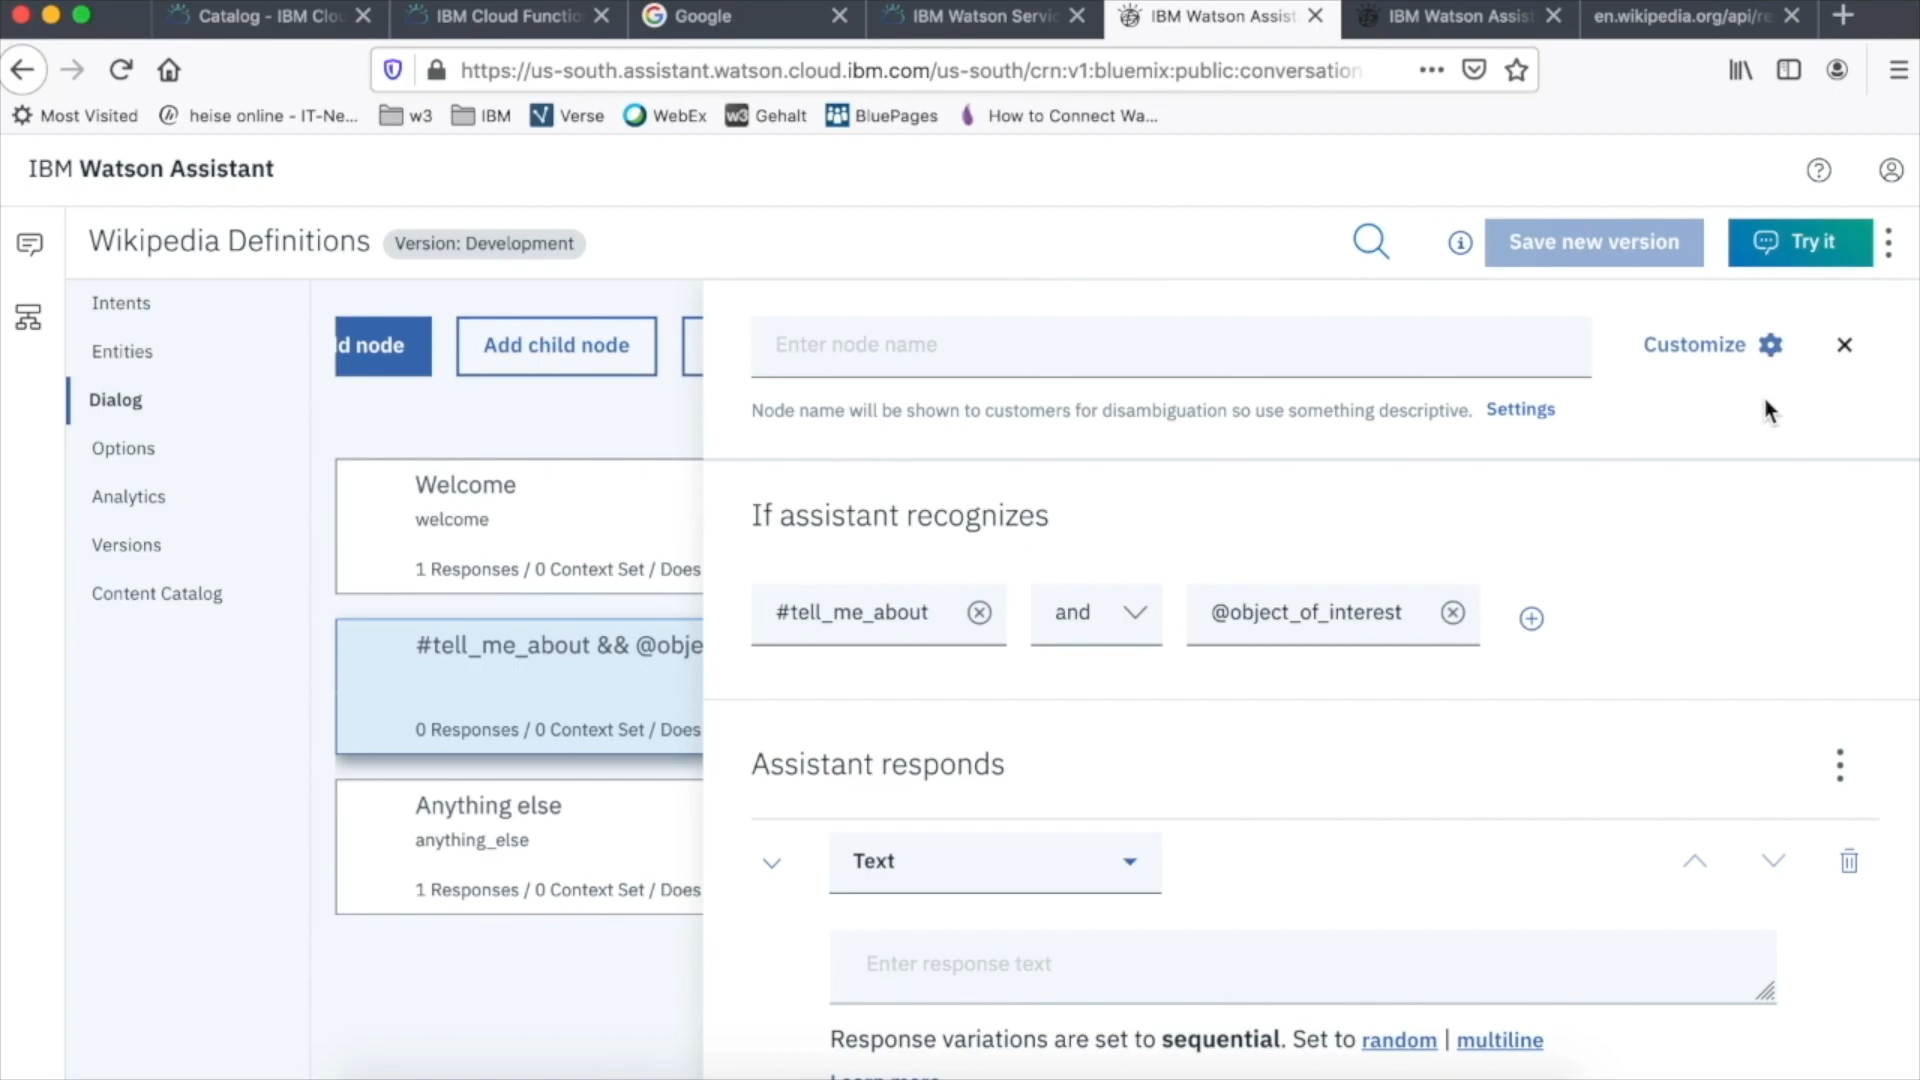 Catalog - IBM Clou
IBM Cloud Functio
Google
IBM Watson Servic
IBM Watson Assist
IBM Watson Assist
en.wikipedia.org/api/re
https://us-south.assistant.watson.cloud.ibm.com/us-south/crn:v1:bluemix:public:conversation
Most Visited
heise online - IT-Ne...
w3
IBM
Verse
WebEx
w3 Gehalt
BluePages
How to Connect Wa...
IBM Watson Assistant
Wikipedia Definitions
Version: Development
Save new version
Try it
Intents
Entities
Dialog
Options
Analytics
Versions
Content Catalog
d node
Add child node
Welcome
welcome
1 Responses / 0 Context Set / Does
#tell_me_about && @obje
0 Responses / 0 Context Set / Does
Anything else
anything_else
1 Responses / 0 Context Set / Does
Enter node name
Customize
Node name will be shown to customers for disambiguation so use something descriptive. Settings
If assistant recognizes
#tell_me_about
and
@object_of_interest
Assistant responds
Text
Enter response text
Response variations are set to sequential. Set to random | multiline